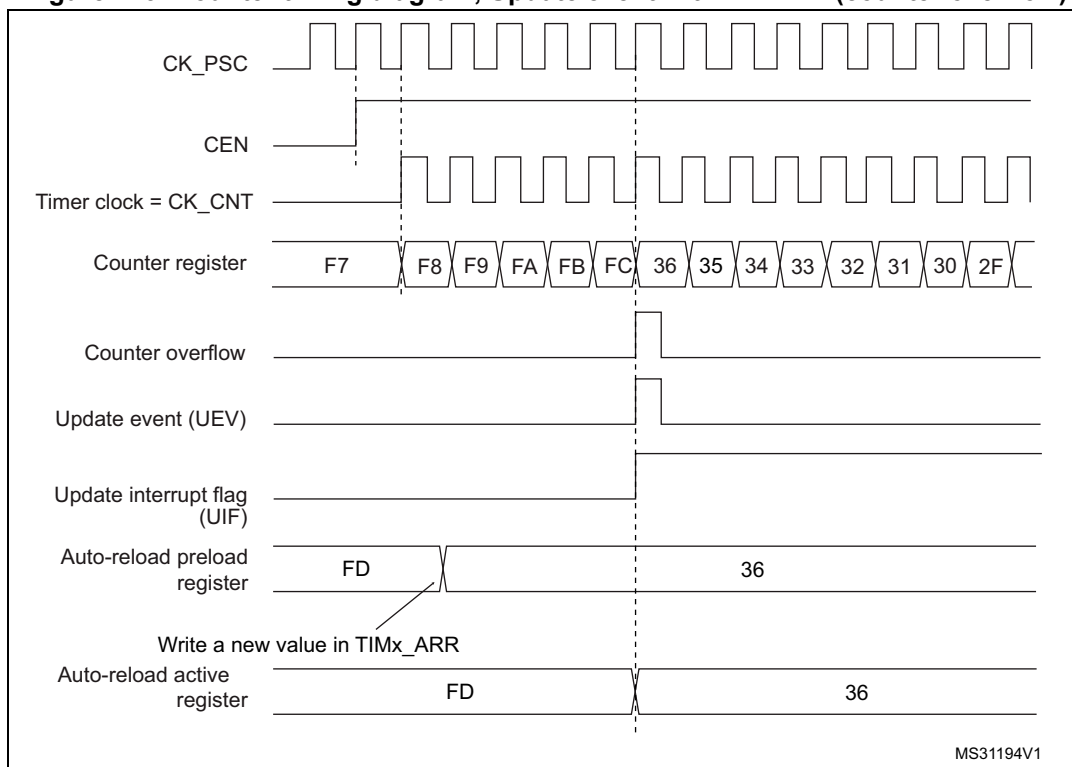 CK_PSC
CEN
Timer clock = CK_CNT
Counter register F7 F8 F9 FA FB FC 36 35 34 33 32 31 30 2F
Counter overflow
Update event (UEV)
Update interrupt flag
(UIF)
Auto-reload preload
register
FD 36
Write a new value in TIMx_ARR
Auto-reload active
register
FD 36
MS31194V1